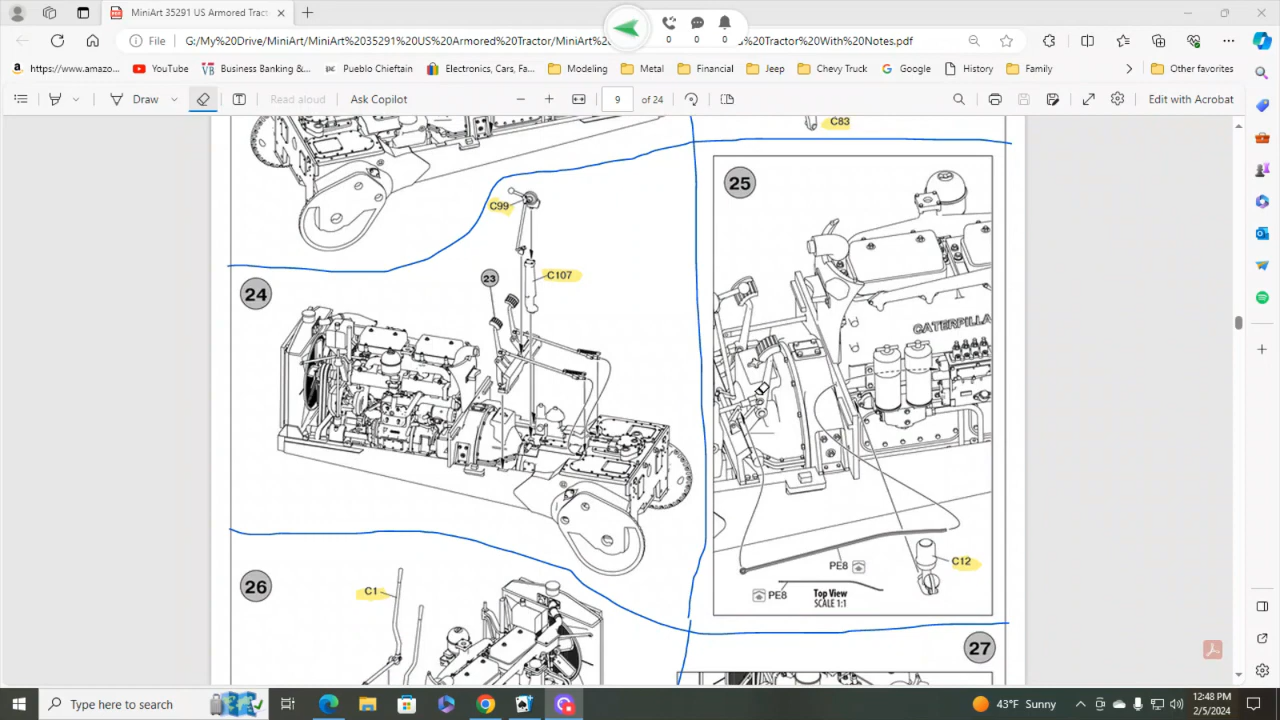 MiniArt 35291 US Armored Tract
File
G:/My%20Drive/MiniArt/MiniArt%2035291%20US%20Armored%20Tractor/MiniAr
d%20Tractor%20With%20Notes.pdf
0 0 0
https://www.amazo...
YouTube
Business Banking &...
Pueblo Chieftain
Electronics, Cars, Fa...
Modeling
Metal
Financial
Jeep
Chevy Truck
Google
History
Family
Other favorites
Draw
Read aloud
Ask Copilot
9 of 24
Edit with Acrobat
C83
25
C99
C107
23
24
CATERPILLA
C12
PE8
PE8
Top View
SCALE 1:1
26
C1
27
Type here to search
43°F Sunny
12:48 PM
2/5/2024